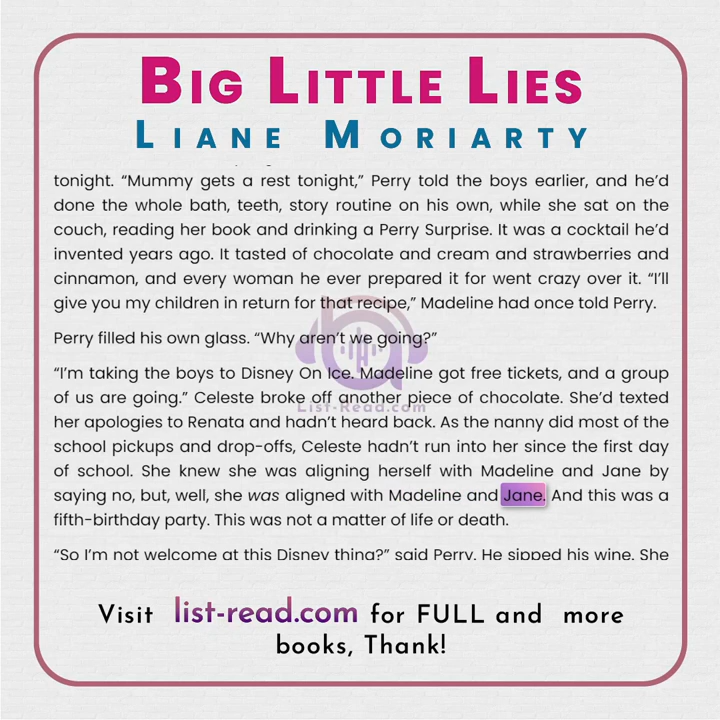 BIG LITTLE LIES
LIANE MORIARTY
tonight. “Mummy gets a rest tonight,” Perry told the boys earlier, and he’d
done the whole bath, teeth, story routine on his own, while she sat on the
couch, reading her book and drinking a Perry Surprise. It was a cocktail he’d
invented years ago. It tasted of chocolate and cream and strawberries and
cinnamon, and every woman he ever prepared it for went crazy over it. “I’ll
give you my children in return for that recipe,” Madeline had once told Perry.
Perry filled his own glass. “Why aren’t we going?”
“I’m taking the boys to Disney On Ice. Madeline got free tickets, and a group
of us are going.” Celeste broke off another piece of chocolate. She’d texted
List-Read.com
her apologies to Renata and hadn’t heard back. As the nanny did most of the
school pickups and drop-offs, Celeste hadn’t run into her since the first day
of school. She knew she was aligning herself with Madeline and Jane by
saying no, but, well, she was aligned with Madeline and Jane. And this was a
fifth-birthday party. This was not a matter of life or death.
“So I’m not welcome at this Disney thing?” said Perry. He sipped his wine. She
Visit list-read.com for FULL and more
books, Thank!